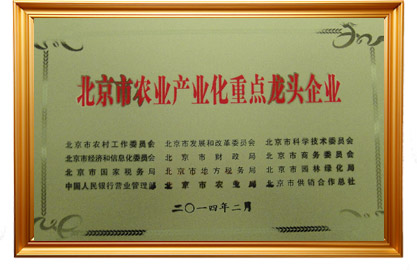 北京市农业产业化重点龙头企业
北京市农村工作委员会 北京市发展和改革委员会 北京市科学技术委员会
北京市经济和信息化委员会 北京市财政局 北京市商务委员会
北京市国家税务局 北京市地方税务局 北京市园林绿化局
中国人民银行营业管理部 北京市农业局 北京市供销合作总社
二〇一四年二月